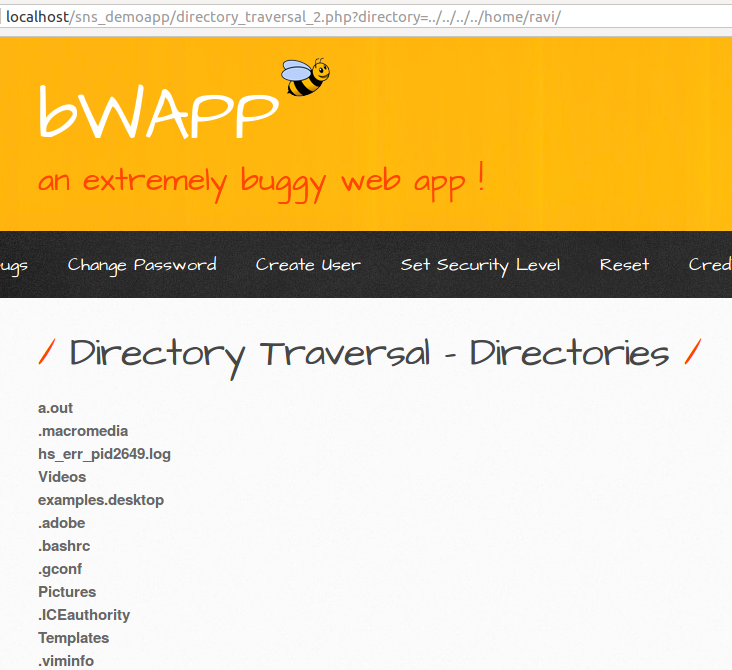 localhost/sns_demoapp/directory_traversal_2.php?directory=../../../../home/ravi/
bWAPP
an extremely buggy web app !
ugs Change Password Create User Set Security Level Reset Cred
/ Directory Traversal - Directories /
a.out
.macromedia
hs_err_pid2649.log
Videos
examples.desktop
.adobe
.bashrc
.gconf
Pictures
.ICEauthority
Templates
.viminfo